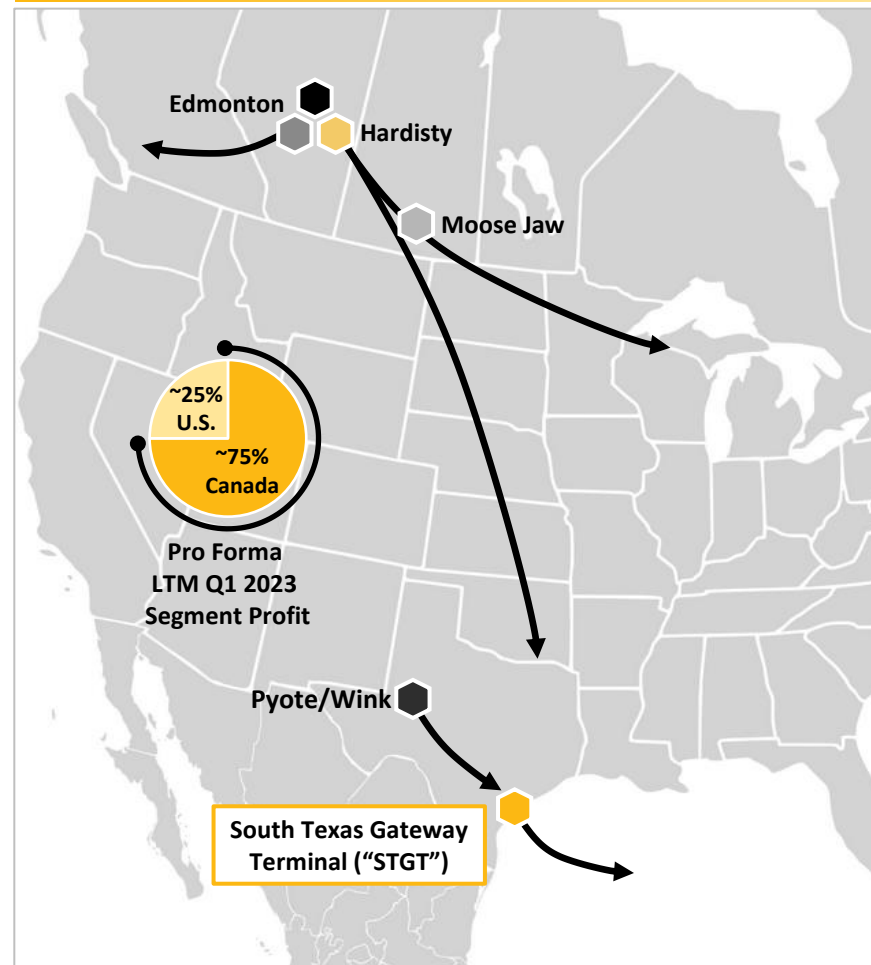 Edmonton
Hardisty
Moose Jaw
~25%
U.S.
~75%
Canada
Pro Forma
LTM Q1 2023
Segment Profit
Pyote/Wink
South Texas Gateway
Terminal (“STGT”)